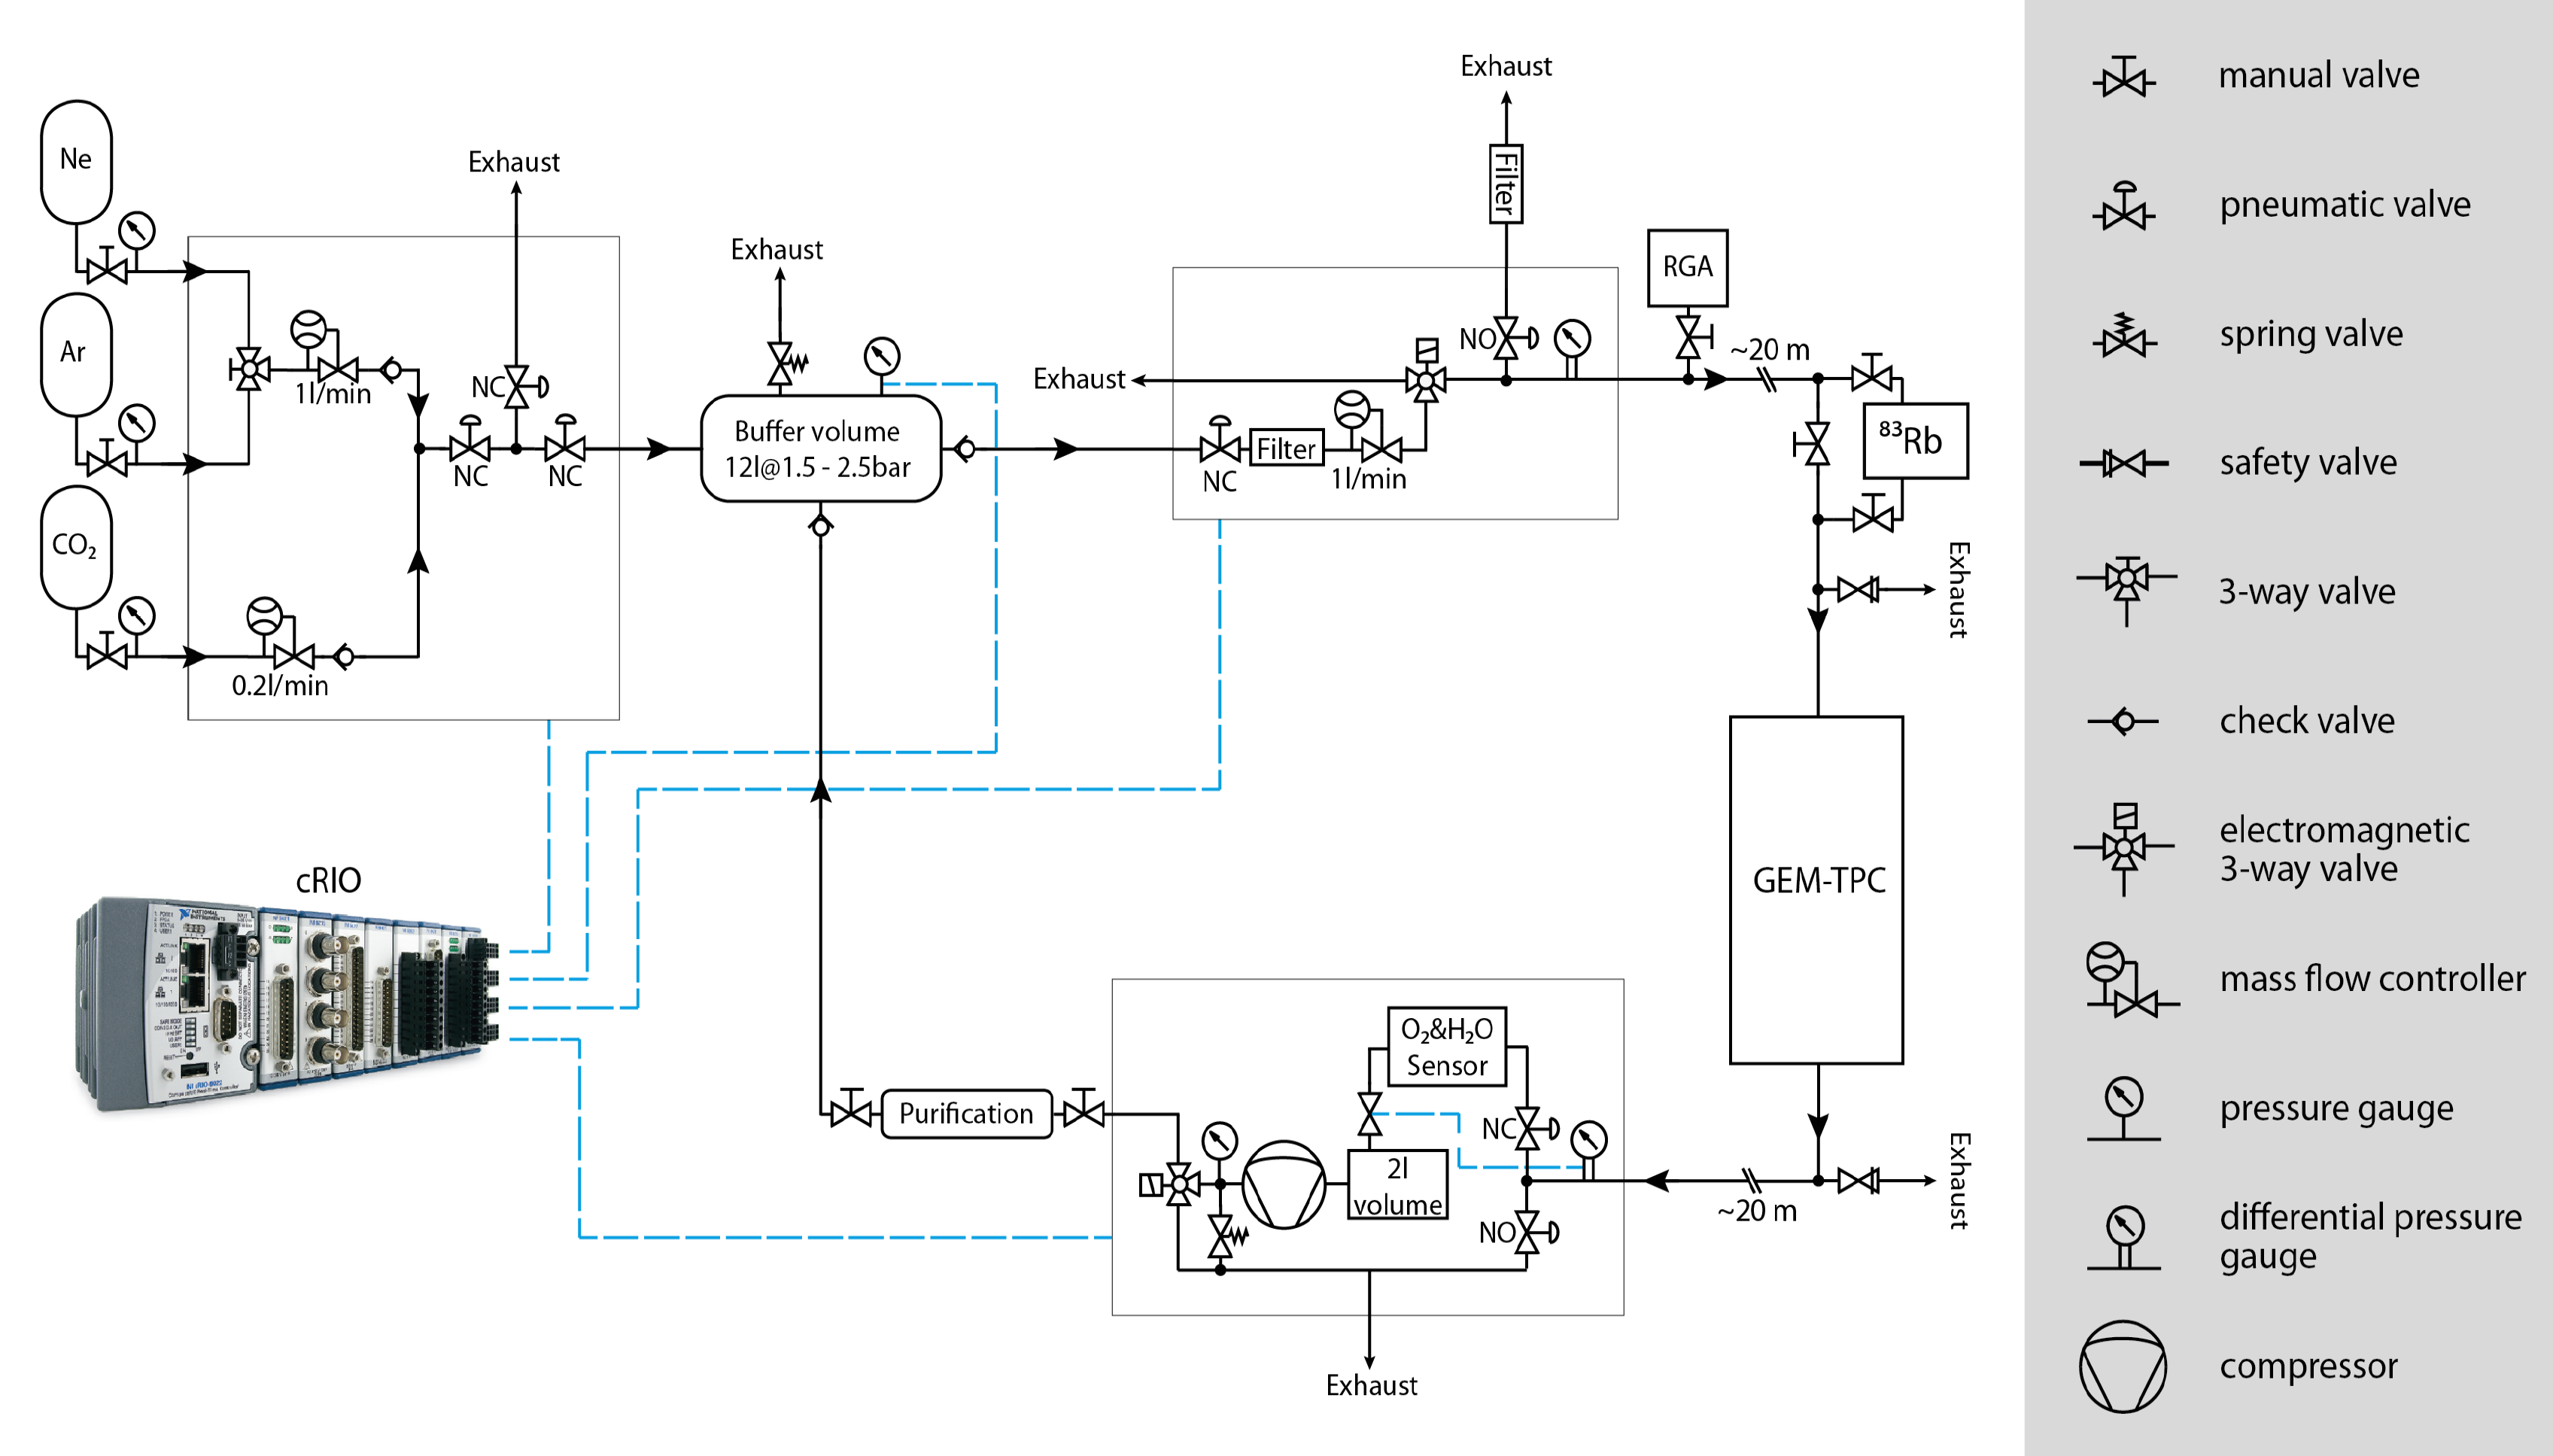 Ne
Ar
CO₂
Exhaust
1l/min
NC
NC
NC
0.2l/min
Exhaust
Buffer volume
12l@1.5 - 2.5bar
Exhaust
Filter
Exhaust
NO
NC
Filter
1l/min
RGA
~20 m
⁸³Rb
Exhaust
GEM-TPC
Exhaust
~20 m
O₂&H₂O
Sensor
NC
NO
2l
volume
Exhaust
Purification
cRIO
NATIONAL
INSTRUMENTS
manual valve
pneumatic valve
spring valve
safety valve
3-way valve
check valve
electromagnetic
3-way valve
mass flow controller
pressure gauge
differential pressure
gauge
compressor